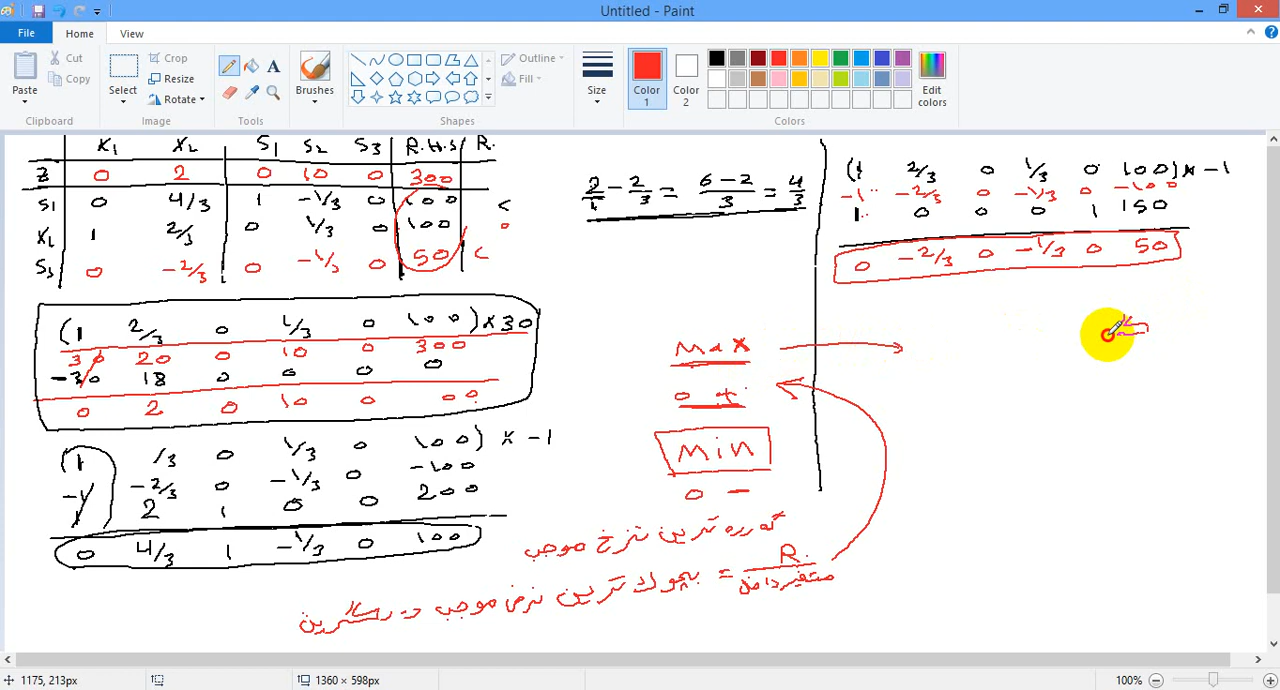 Untitled - Paint
File
Home
View
Paste
Cut
Copy
Clipboard
Select
Crop
Resize
Rotate
Image
A
Tools
Brushes
Outline
Fill
Shapes
Size
Color 1
Color 2
Edit colors
Colors
X1 X2 S1 S2 S3 R.H.S R.
Z 0 2 0 10 0 300
S1 0 4/3 1 -1/3 0 100 <
X1 1 2/3 0 1/3 0 100 0
S3 0 -2/3 0 -1/3 0 50 <
(1 2/3 0 1/3 0 100) × 30
30 20 0 10 0 300
-30 18 0 0 0 0
0 2 0 10 0 00
(1 /3 0 1/3 0 100) × -1
-1 -2/3 0 -1/3 0 -100
1 2 1 0 0 200
0 4/3 1 -1/3 0 100
2/1 - 2/3 = 6-2/3 = 4/3
(1 2/3 0 1/3 0 100) × -1
-1 -2/3 0 -1/3 0 -100
1 0 0 0 1 150
0 -2/3 0 -1/3 0 50
Max
0 +
Min
0 -
موجب
موجب = R.
1175, 213px
1360 × 598px
100%